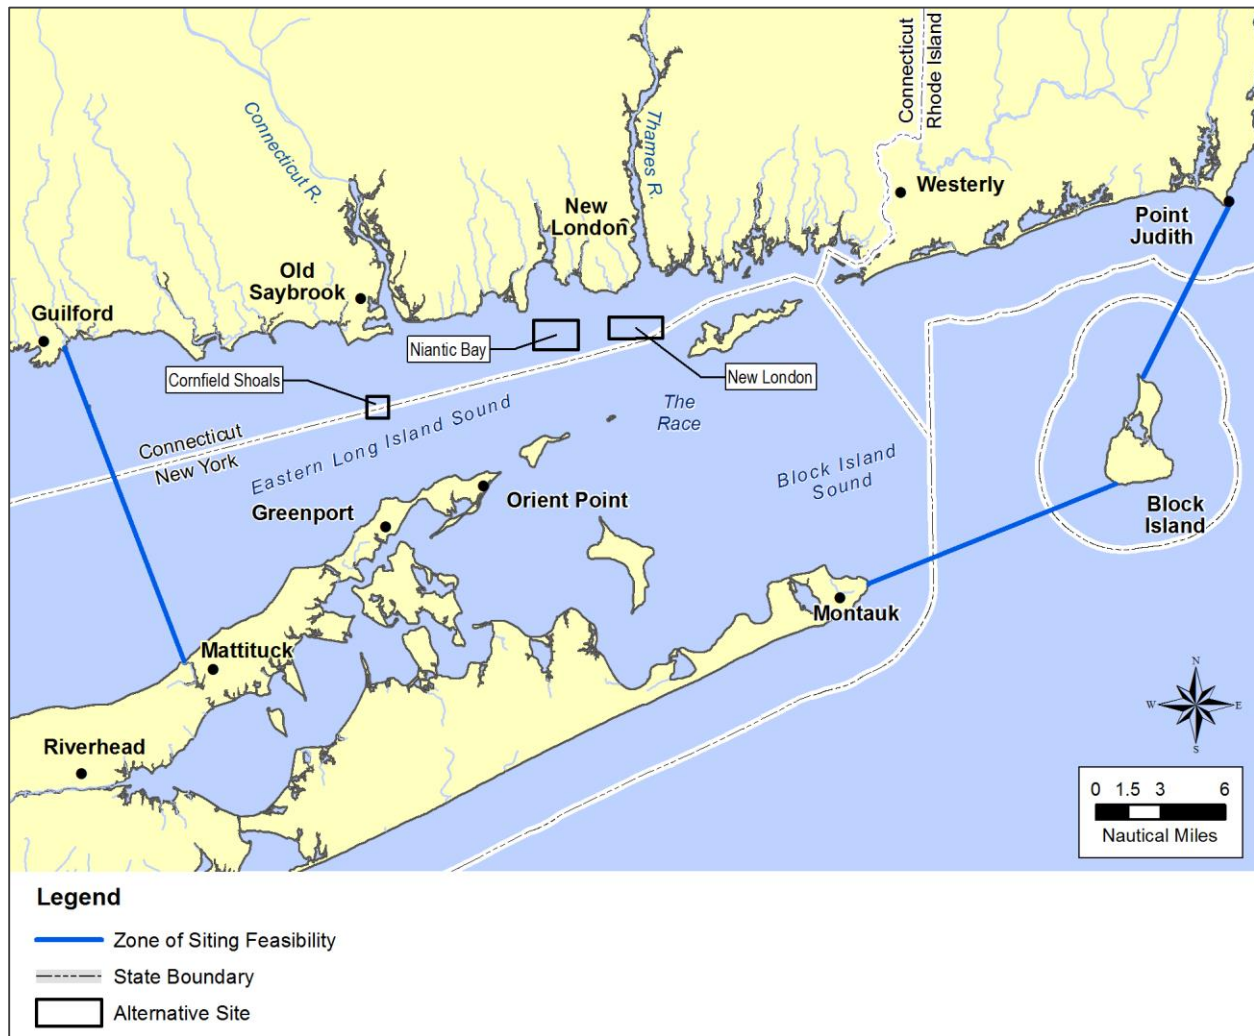 Connecticut
Rhode Island
Connecticut R.
Thames R.
Westerly
New
London
Point
Judith
Old
Saybrook
Guilford
Niantic Bay
New London
Cornfield Shoals
The
Race
Connecticut
New York
Eastern Long Island Sound
Block Island
Sound
Orient Point
Greenport
Block
Island
Montauk
Mattituck
Riverhead
N
W
E
S
0 1.5 3 6
Nautical Miles
Legend
Zone of Siting Feasibility
State Boundary
Alternative Site